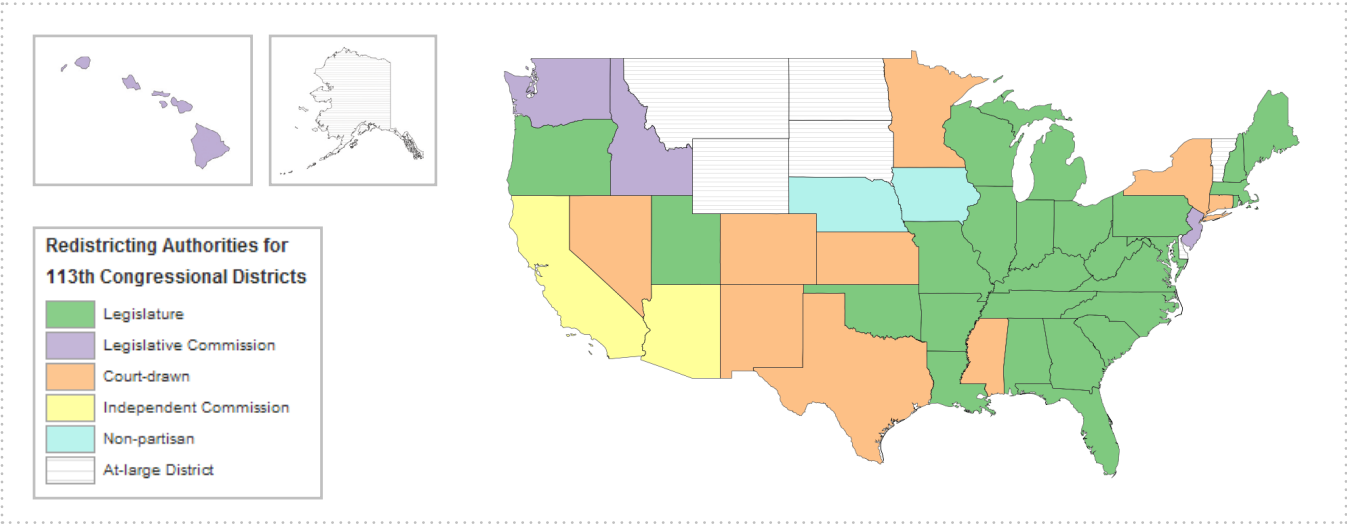 Redistricting Authorities for
113th Congressional Districts
Legislature
Legislative Commission
Court-drawn
Independent Commission
Non-partisan
At-large District